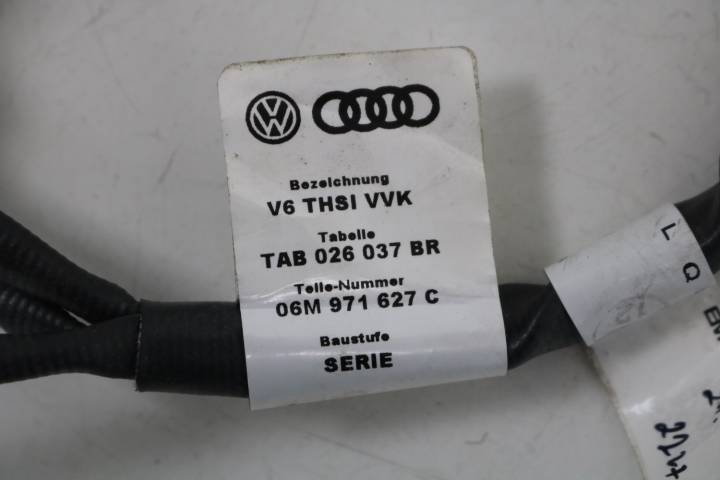 Bezeichnung
V6 THSI VVK
Tabelle
TAB 026 037 BR
Teile-Nummer
06M 971 627 C
Baustufe
SERIE
L
Q